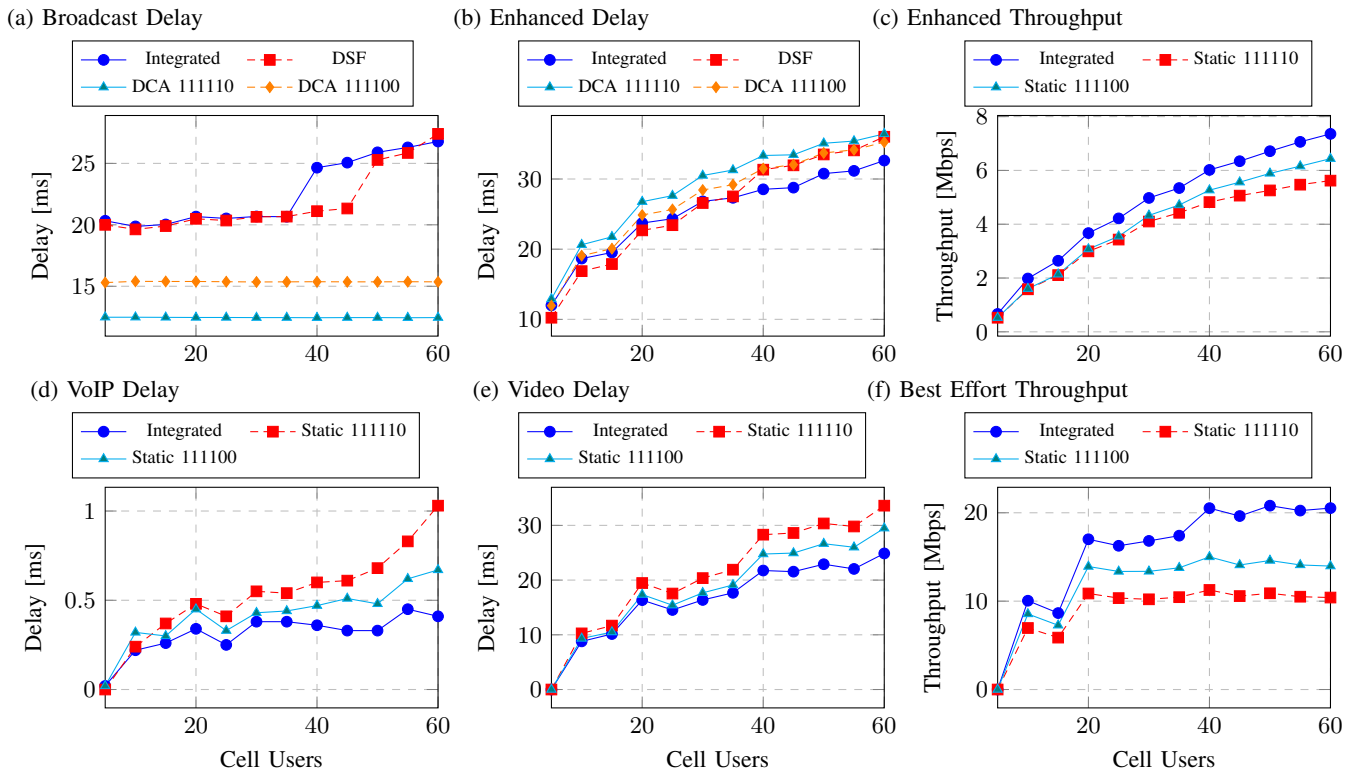 (a) Broadcast Delay
Integrated DSF
DCA 111110 DCA 111100
25
20
15
Delay [ms]
20 40 60
(b) Enhanced Delay
Integrated DSF
DCA 111110 DCA 111100
30
20
10
Delay [ms]
20 40 60
(c) Enhanced Throughput
Integrated Static 111110
Static 111100
8
6
4
2
0
Throughput [Mbps]
20 40 60
(d) VoIP Delay
Integrated Static 111110
Static 111100
1
0.5
0
Delay [ms]
20 40 60
Cell Users
(e) Video Delay
Integrated Static 111110
Static 111100
30
20
10
0
Delay [ms]
20 40 60
Cell Users
(f) Best Effort Throughput
Integrated Static 111110
Static 111100
20
10
0
Throughput [Mbps]
20 40 60
Cell Users